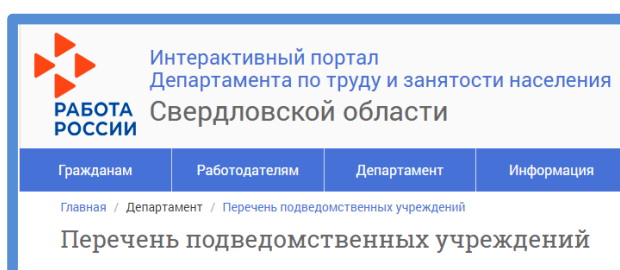 Интерактивный портал
Департамента по труду и занятости населения
Свердловской области
РАБОТА
РОССИИ
Гражданам Работодателям Департамент Информация
Главная / Департамент / Перечень подведомственных учреждений
Перечень подведомственных учреждений